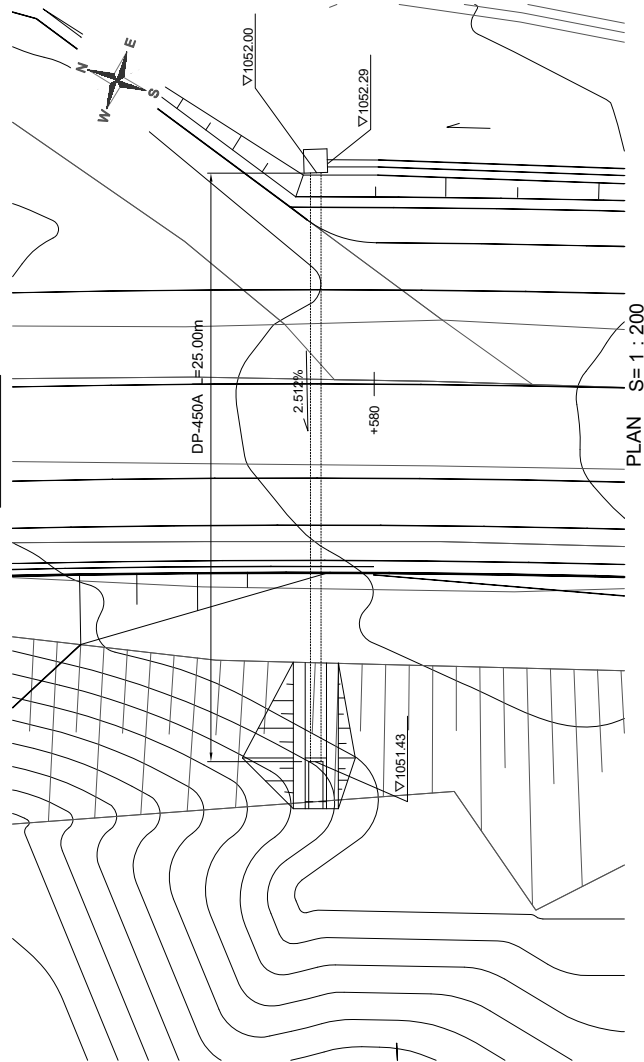 N
E
W
S
▽1052.00
▽1052.29
DP-450A L=25.00m
2.512%
+580
▽1051.43
PLAN S= 1 : 200